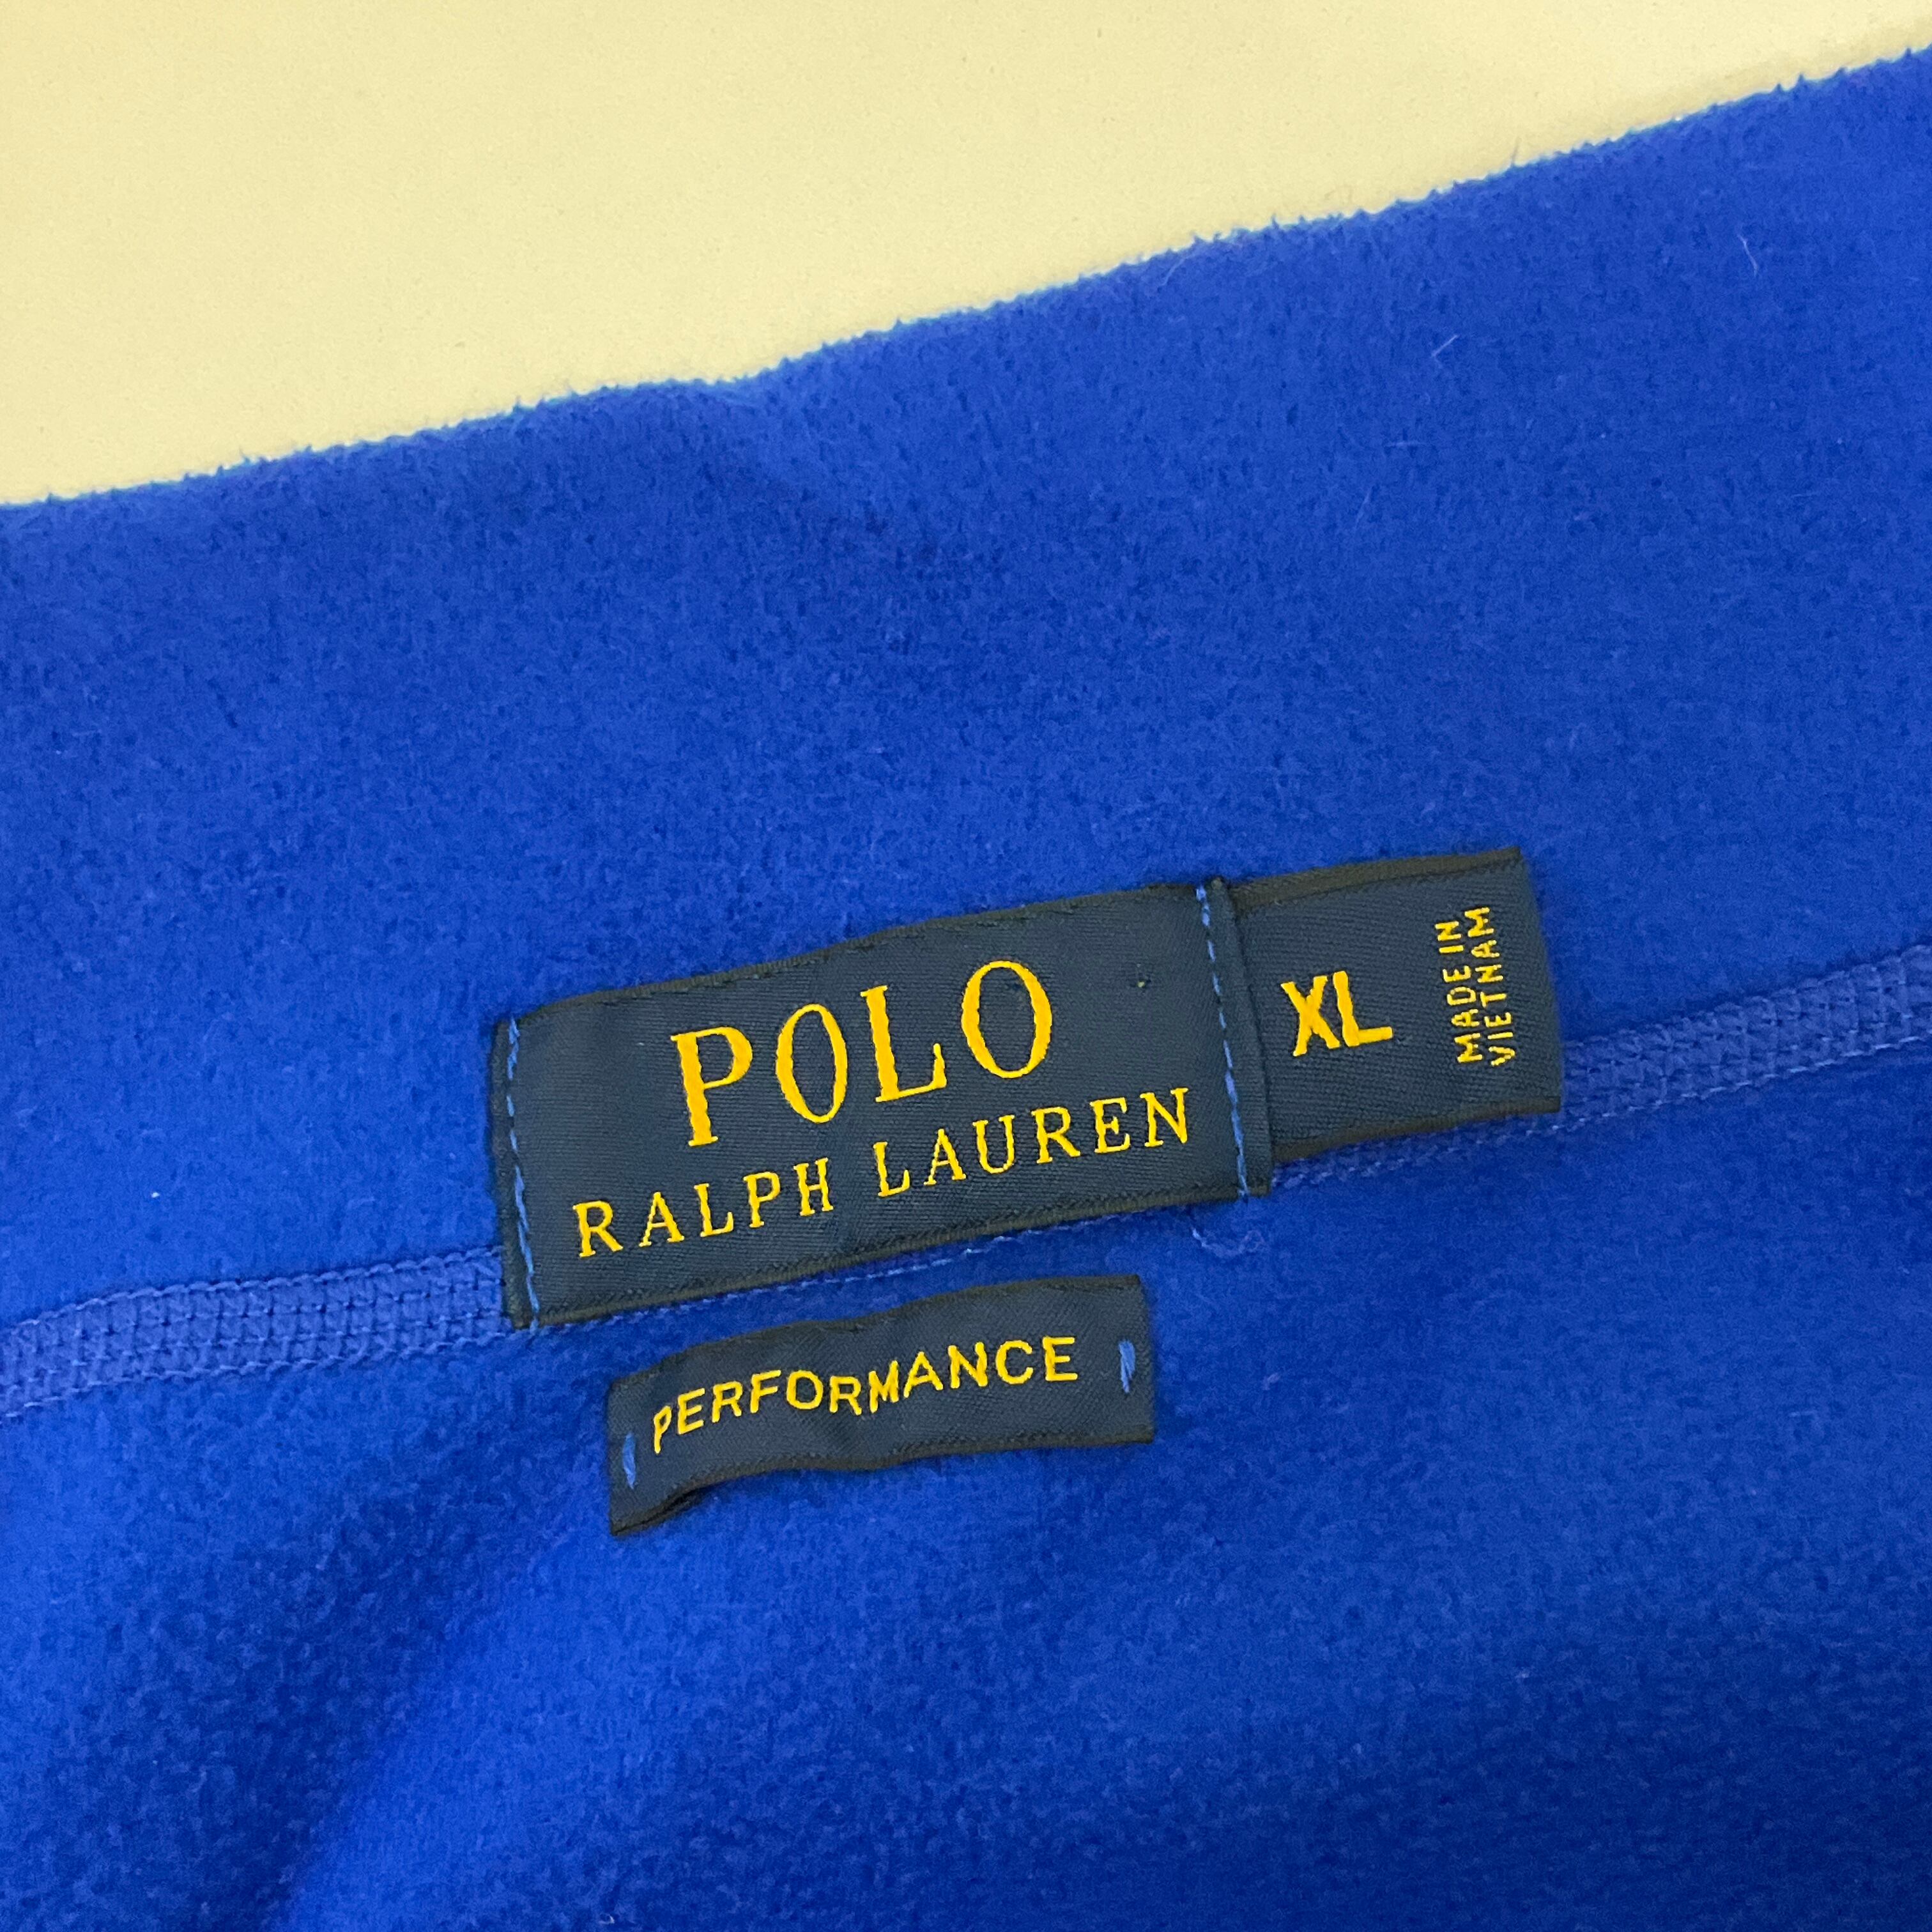 POLO
RALPH LAUREN
XL
MADE IN
VIETNAM
PERFORMANCE